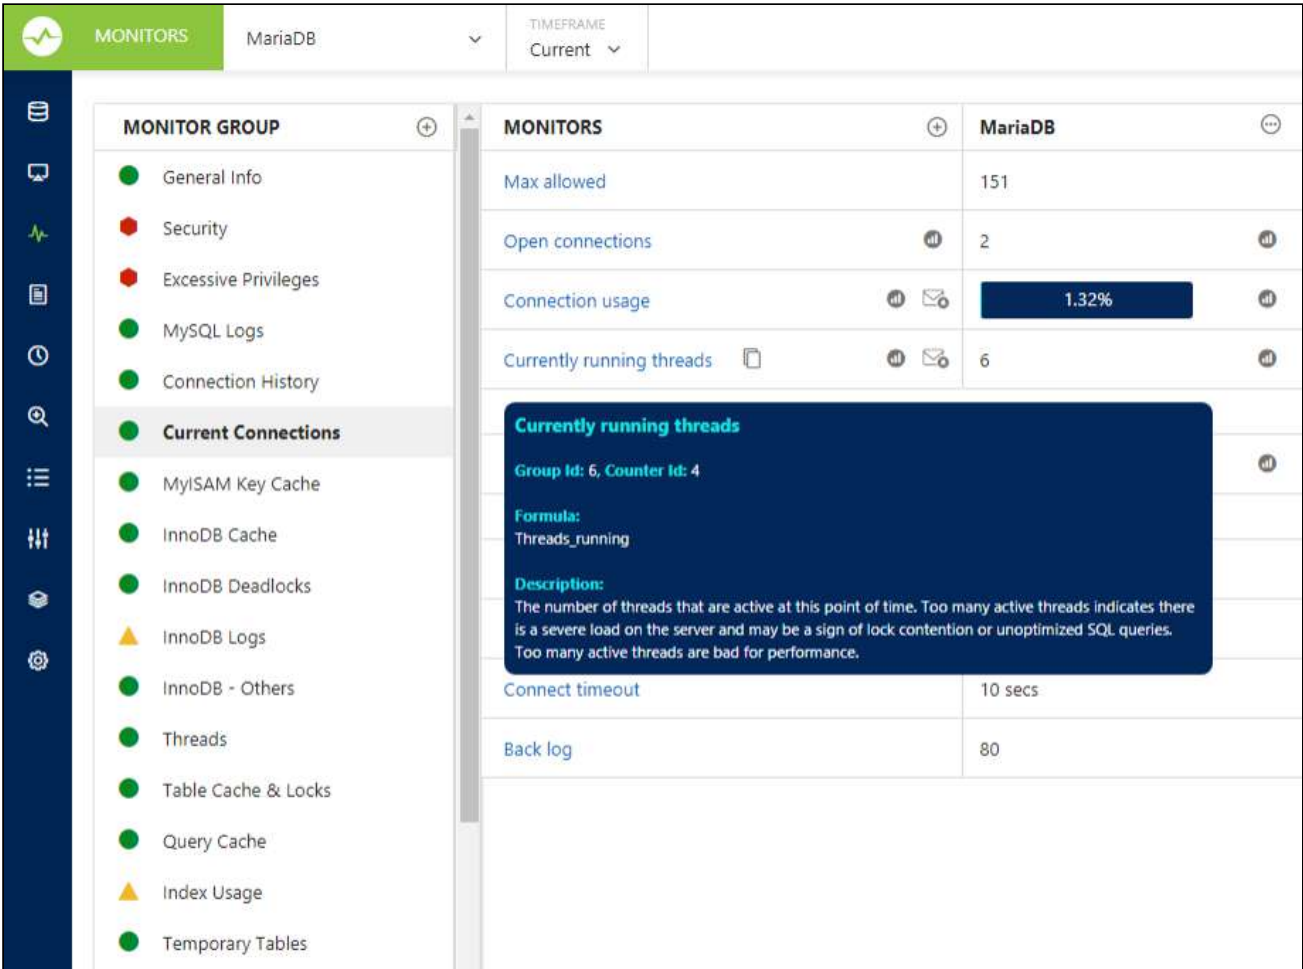 MONITORS
MariaDB
TIMEFRAME
Current
MONITOR GROUP
General Info
Security
Excessive Privileges
MySQL Logs
Connection History
Current Connections
MyISAM Key Cache
InnoDB Cache
InnoDB Deadlocks
InnoDB Logs
InnoDB - Others
Threads
Table Cache & Locks
Query Cache
Index Usage
Temporary Tables
MONITORS MariaDB
Max allowed 151
Open connections 2
Connection usage 1.32%
Currently running threads 6
Currently running threads
Group Id: 6, Counter Id: 4
Formula:
Threads_running
Description:
The number of threads that are active at this point of time. Too many active threads indicates there
is a severe load on the server and may be a sign of lock contention or unoptimized SQL queries.
Too many active threads are bad for performance.
Connect timeout 10 secs
Back log 80